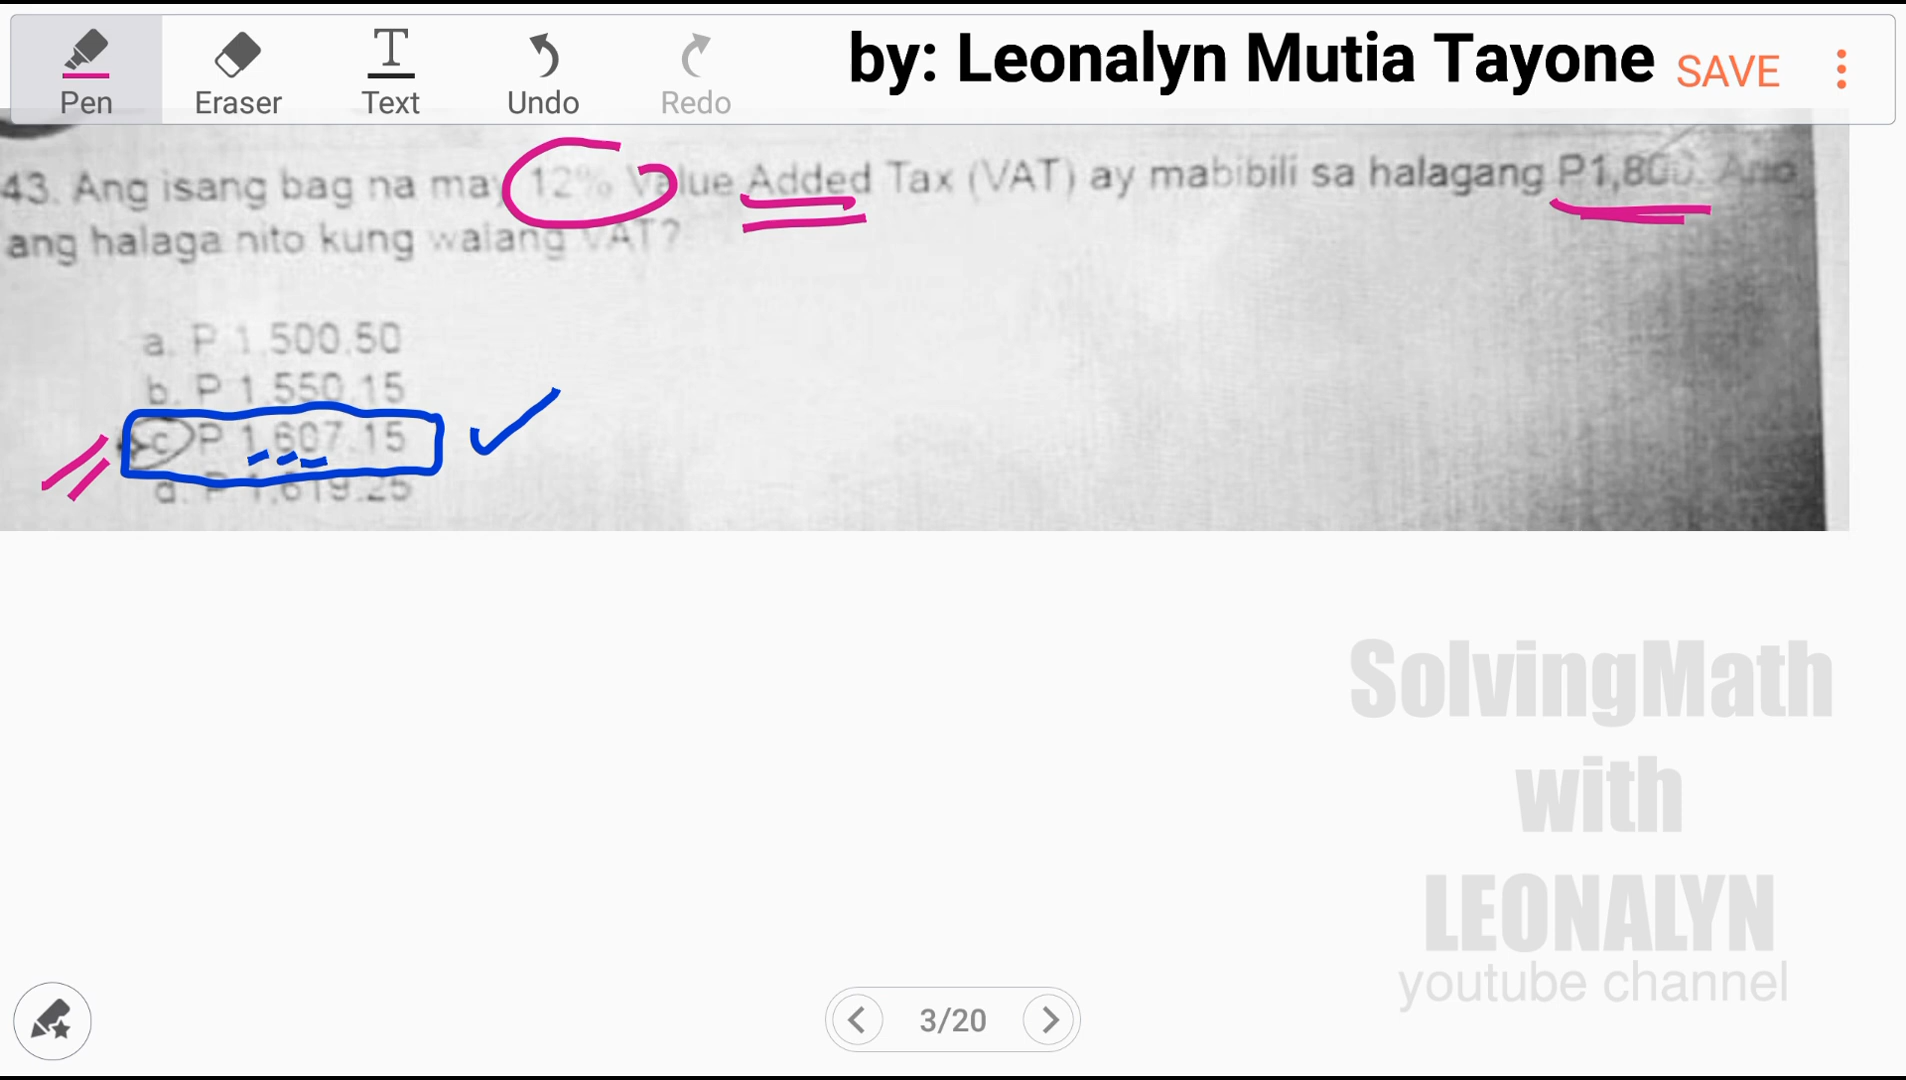 by: Leonalyn Mutia Tayone
SAVE
Pen
Eraser
Text
Undo
Redo
43. Ang isang bag na may 12% Value Added Tax (VAT) ay mabibili sa halagang P1,800. Ano
ang halaga nito kung walang VAT?
a. P 1,500.50
b. P 1,550.15
c. P 1,607.15
d. P 1,619.25
SolvingMath
with
LEONALYN
youtube channel
3/20